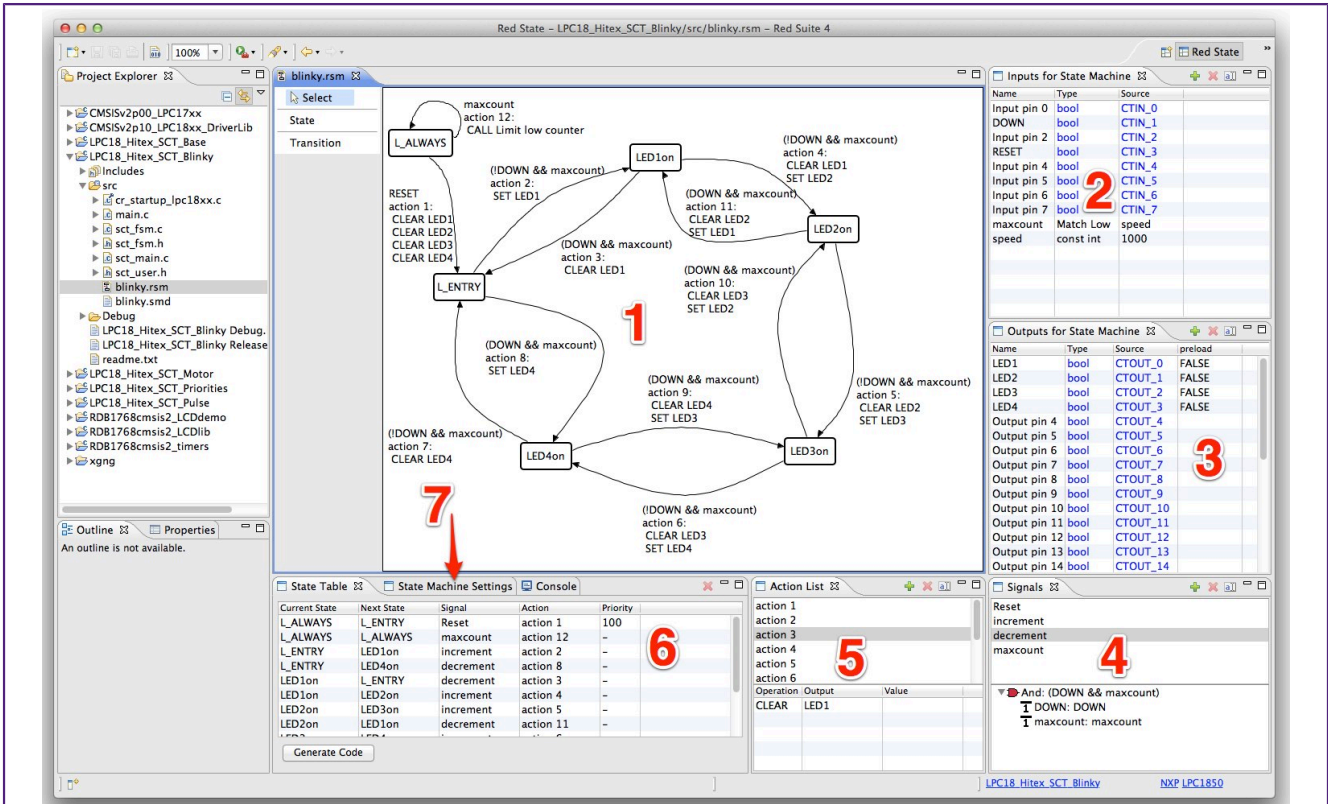 Red State – LPC18_Hitex_SCT_Blinky/src/blinky.rsm – Red Suite 4
100%
Red State
»
Project Explorer
CMSISv2p00_LPC17xx
CMSISv2p10_LPC18xx_DriverLib
LPC18_Hitex_SCT_Base
LPC18_Hitex_SCT_Blinky
Includes
src
cr_startup_lpc18xx.c
main.c
sct_fsm.c
sct_fsm.h
sct_main.c
sct_user.h
blinky.rsm
blinky.smd
Debug
LPC18_Hitex_SCT_Blinky Debug.
LPC18_Hitex_SCT_Blinky Release
readme.txt
LPC18_Hitex_SCT_Motor
LPC18_Hitex_SCT_Priorities
LPC18_Hitex_SCT_Pulse
RDB1768cmsis2_LCDdemo
RDB1768cmsis2_LCDlib
RDB1768cmsis2_timers
xgng
Outline Properties
An outline is not available.
blinky.rsm
Select
State
Transition
maxcount
action 12:
CALL Limit low counter
L_ALWAYS
RESET
action 1:
CLEAR LED1
CLEAR LED2
CLEAR LED3
CLEAR LED4
(!DOWN && maxcount)
action 2:
SET LED1
LED1on
(!DOWN && maxcount)
action 4:
CLEAR LED1
SET LED2
(DOWN && maxcount)
action 11:
CLEAR LED2
SET LED1
LED2on
(DOWN && maxcount)
action 3:
CLEAR LED1
L_ENTRY
(DOWN && maxcount)
action 10:
CLEAR LED3
SET LED2
1
(DOWN && maxcount)
action 8:
SET LED4
(DOWN && maxcount)
action 9:
CLEAR LED4
SET LED3
(!DOWN && maxcount)
action 5:
CLEAR LED2
SET LED3
(!DOWN && maxcount)
action 7:
CLEAR LED4
LED4on
LED3on
7
(!DOWN && maxcount)
action 6:
CLEAR LED3
SET LED4
Inputs for State Machine
Name Type Source
Input pin 0 bool CTIN_0
DOWN bool CTIN_1
Input pin 2 bool CTIN_2
RESET bool CTIN_3
Input pin 4 bool CTIN_4
Input pin 5 bool CTIN_5
Input pin 6 bool CTIN_6
Input pin 7 bool CTIN_7
maxcount Match Low speed
speed const int 1000
2
Outputs for State Machine
Name Type Source preload
LED1 bool CTOUT_0 FALSE
LED2 bool CTOUT_1 FALSE
LED3 bool CTOUT_2 FALSE
LED4 bool CTOUT_3 FALSE
Output pin 4 bool CTOUT_4
Output pin 5 bool CTOUT_5
Output pin 6 bool CTOUT_6
Output pin 7 bool CTOUT_7
Output pin 8 bool CTOUT_8
Output pin 9 bool CTOUT_9
Output pin 10 bool CTOUT_10
Output pin 11 bool CTOUT_11
Output pin 12 bool CTOUT_12
Output pin 13 bool CTOUT_13
Output pin 14 bool CTOUT_14
3
State Table State Machine Settings Console
Current State Next State Signal Action Priority
L_ALWAYS L_ENTRY Reset action 1 100
L_ALWAYS L_ALWAYS maxcount action 12 –
L_ENTRY LED1on increment action 2 –
L_ENTRY LED4on decrement action 8 –
LED1on L_ENTRY decrement action 3 –
LED1on LED2on increment action 4 –
LED2on LED3on increment action 5 –
LED2on LED1on decrement action 11 –
6
Generate Code
Action List
action 1
action 2
action 3
action 4
action 5
action 6
5
Operation Output Value
CLEAR LED1
Signals
Reset
increment
decrement
maxcount
4
And: (DOWN && maxcount)
DOWN: DOWN
maxcount: maxcount
LPC18_Hitex_SCT_Blinky NXP LPC1850